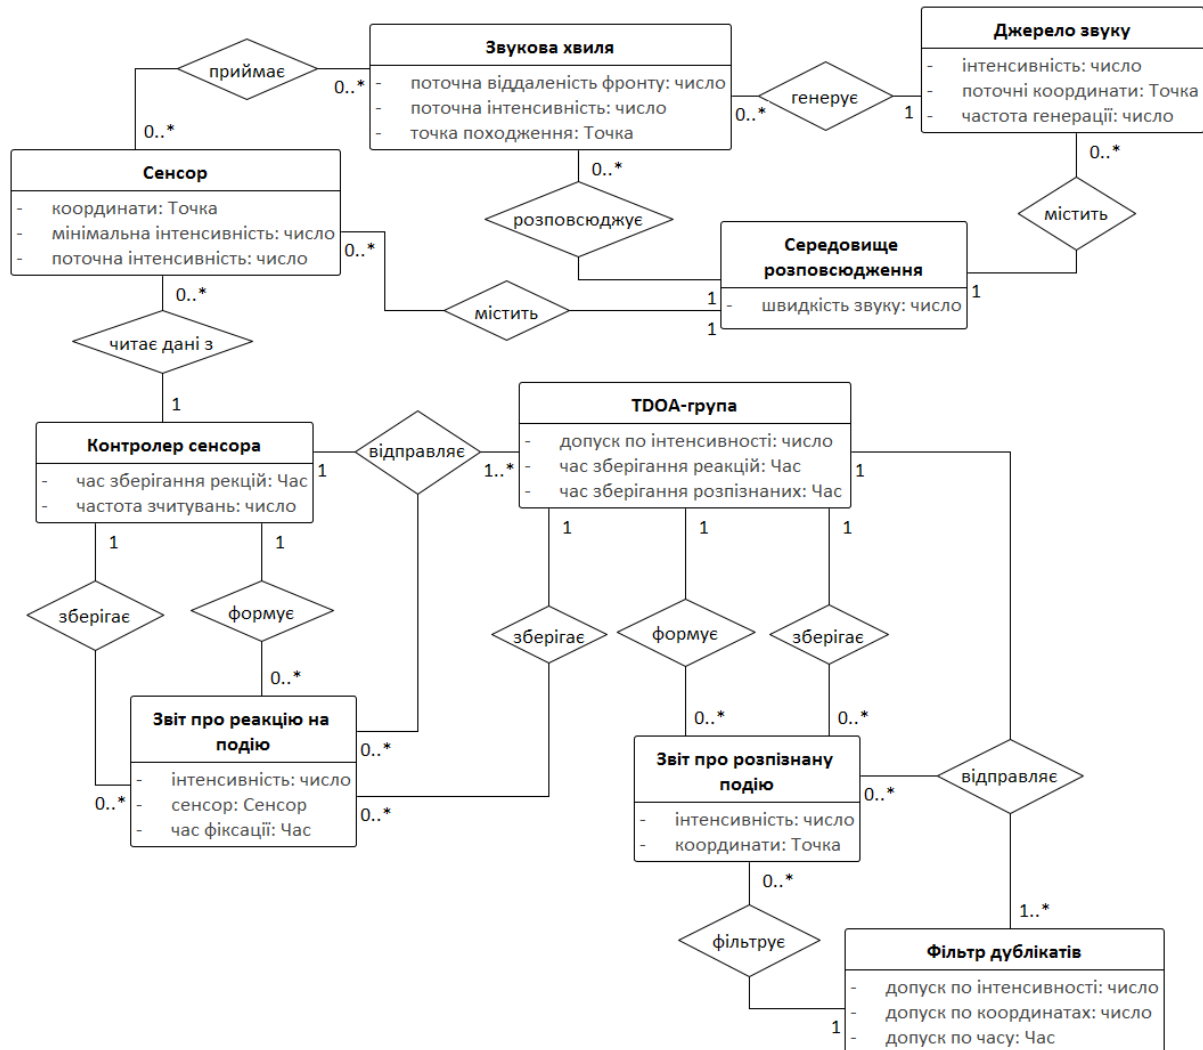 Звукова хвиля
- поточна віддаленість фронту: число
- поточна інтенсивність: число
- точка походження: Точка
Джерело звуку
- інтенсивність: число
- поточні координати: Точка
- частота генерації: число
приймає
0..*
0..*
генерує
0..*
1
Сенсор
- координати: Точка
- мінімальна інтенсивність: число
- поточна інтенсивність: число
0..*
розповсюджує
0..*
містить
Середовище
розповсюдження
- швидкість звуку: число
1
1
1
0..*
містить
0..*
читає дані з
1
Контролер сенсора
- час зберігання рекцій: Час
- частота зчитувань: число
1
відправляє
1..*
TDOA-група
- допуск по інтенсивності: число
- час зберігання реакцій: Час
- час зберігання розпізнаних: Час
1
1
1
1
1
1
зберігає
формує
зберігає
формує
зберігає
0..*
0..*
0..*
Звіт про реакцію на
подію
- інтенсивність: число
- сенсор: Сенсор
- час фіксації: Час
0..*
0..*
0..*
Звіт про розпізнану
подію
- інтенсивність: число
- координати: Точка
0..*
відправляє
0..*
1..*
фільтрує
Фільтр дублікатів
- допуск по інтенсивності: число
- допуск по координатах: число
- допуск по часу: Час
1